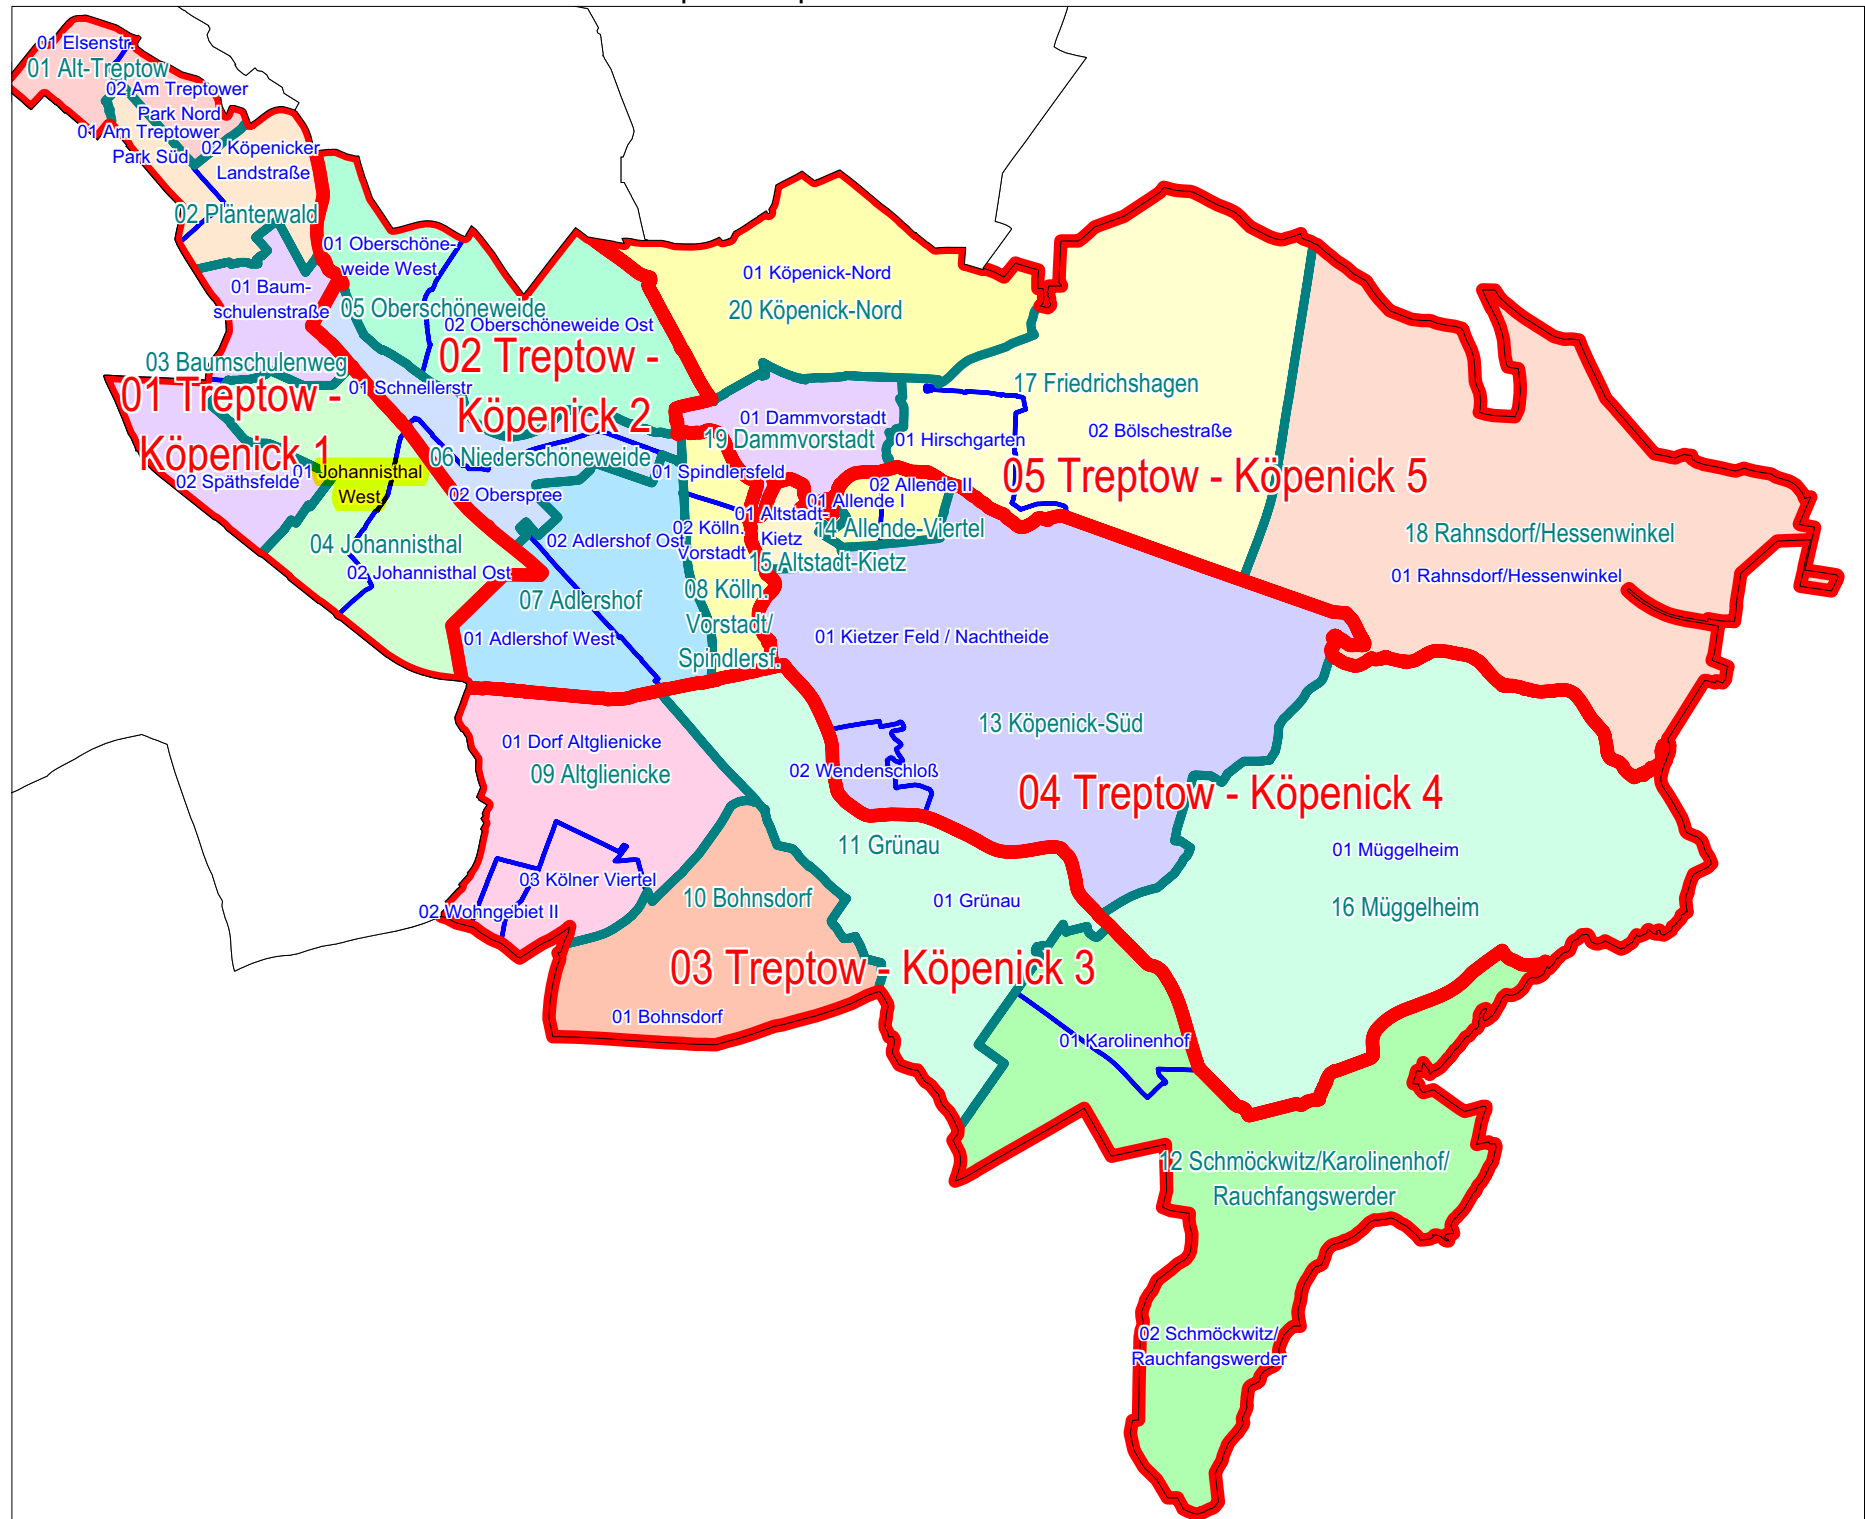 01 Elsenstr.
01 Alt-Treptow
02 Am Treptower
Park Nord
01 Am Treptower
Park Süd
02 Köpenicker
Landstraße
02 Plänterwald
01 Baum-
schulenstraße
03 Baumschulenweg
01 Treptow -
Köpenick 1
02 Späthsfelde
01 Johannisthal
West
04 Johannisthal
02 Johannisthal Ost
01 Oberschöne-
weide West
05 Oberschöneweide
02 Oberschöneweide Ost
02 Treptow -
Köpenick 2
01 Schnellerstr
06 Niederschöneweide
02 Oberspree
02 Adlershof Ost
07 Adlershof
01 Adlershof West
01 Spindlersfeld
02 Kölln.
Vorstadt
08 Kölln.
Vorstadt/
Spindlersf.
01 Köpenick-Nord
20 Köpenick-Nord
01 Dammvorstadt
19 Dammvorstadt
01 Hirschgarten
17 Friedrichshagen
02 Bölschestraße
05 Treptow - Köpenick 5
18 Rahnsdorf/Hessenwinkel
01 Rahnsdorf/Hessenwinkel
02 Allende II
01 Allende I
14 Allende-Viertel
01 Altstadt-
Kietz
15 Altstadt-Kietz
01 Kietzer Feld / Nachtheide
13 Köpenick-Süd
02 Wendenschloß
04 Treptow - Köpenick 4
01 Müggelheim
16 Müggelheim
01 Dorf Altglienicke
09 Altglienicke
03 Kölner Viertel
02 Wohngebiet II
10 Bohnsdorf
01 Bohnsdorf
11 Grünau
01 Grünau
03 Treptow - Köpenick 3
01 Karolinenhof
12 Schmöckwitz/Karolinenhof/
Rauchfangswerder
02 Schmöckwitz/
Rauchfangswerder